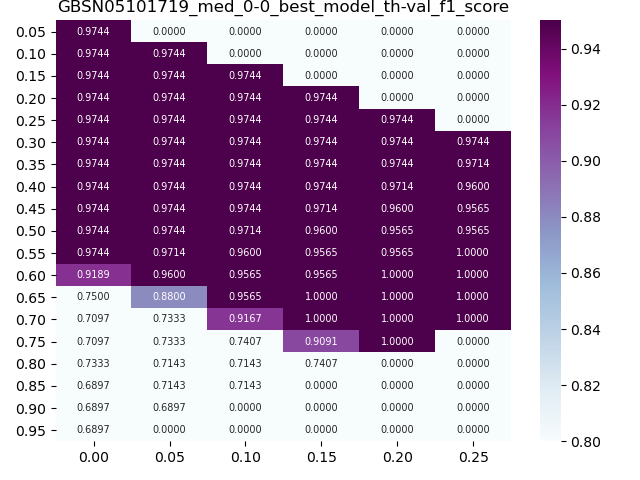 GBSN05101719_med_0-0_best_model_th-val_f1_score
0.05 0.9744 0.0000 0.0000 0.0000 0.0000 0.0000
0.10 0.9744 0.9744 0.0000 0.0000 0.0000 0.0000
0.15 0.9744 0.9744 0.9744 0.0000 0.0000 0.0000
0.20 0.9744 0.9744 0.9744 0.9744 0.0000 0.0000
0.25 0.9744 0.9744 0.9744 0.9744 0.9744 0.0000
0.30 0.9744 0.9744 0.9744 0.9744 0.9744 0.9744
0.35 0.9744 0.9744 0.9744 0.9744 0.9744 0.9714
0.40 0.9744 0.9744 0.9744 0.9744 0.9714 0.9600
0.45 0.9744 0.9744 0.9744 0.9714 0.9600 0.9565
0.50 0.9744 0.9744 0.9714 0.9600 0.9565 0.9565
0.55 0.9744 0.9714 0.9600 0.9565 0.9565 1.0000
0.60 0.9189 0.9600 0.9565 0.9565 1.0000 1.0000
0.65 0.7500 0.8800 0.9565 1.0000 1.0000 1.0000
0.70 0.7097 0.7333 0.9167 1.0000 1.0000 1.0000
0.75 0.7097 0.7333 0.7407 0.9091 1.0000 0.0000
0.80 0.7333 0.7143 0.7143 0.7407 0.0000 0.0000
0.85 0.6897 0.7143 0.7143 0.0000 0.0000 0.0000
0.90 0.6897 0.6897 0.0000 0.0000 0.0000 0.0000
0.95 0.6897 0.0000 0.0000 0.0000 0.0000 0.0000
0.00 0.05 0.10 0.15 0.20 0.25
0.94
0.92
0.90
0.88
0.86
0.84
0.82
0.80